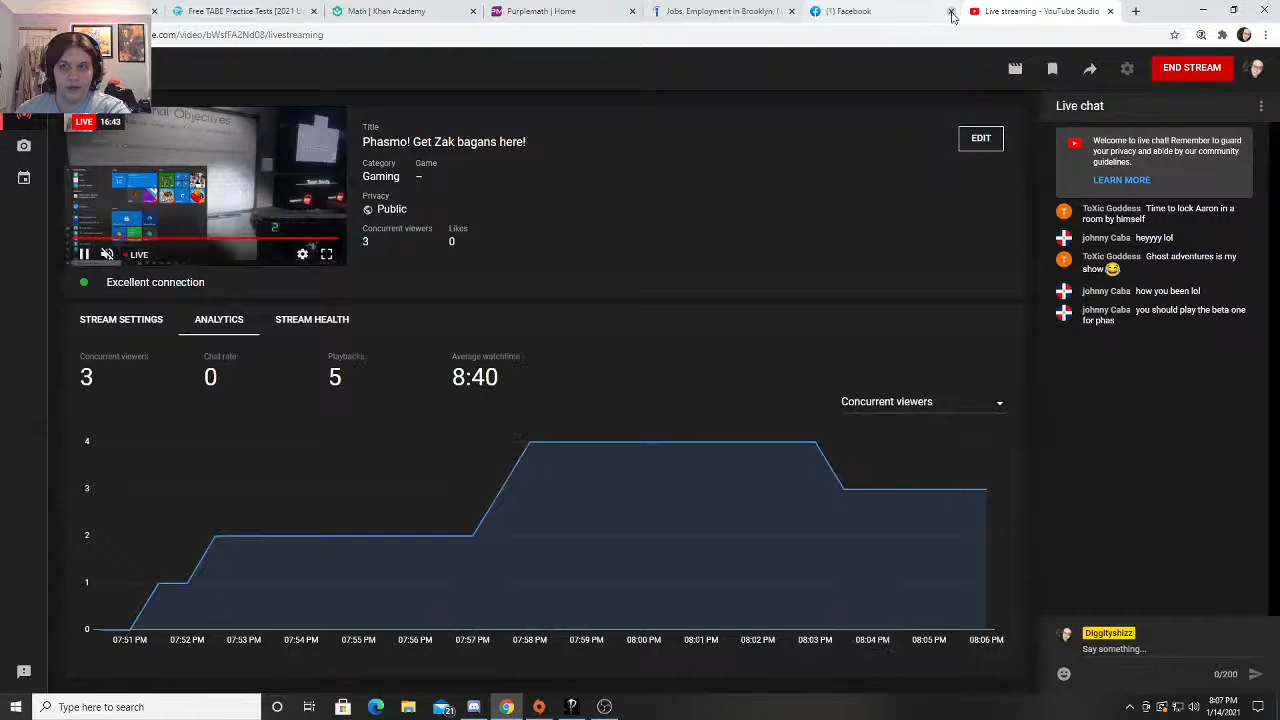 Free TABE Practice Tests [2021 U
Math | Khan Academy
Purplemath | Home
Jobs, Employment in Brooklyn, N
(1) Facebook
Live streaming - YouTube Studio
e.com/video/bWsfFA2Nd08/livestreaming
END STREAM
LIVE 16:43
nal Objectives
2
LIVE
Title
Phasmo! Get Zak bagans here!
EDIT
Category Game
Gaming –
Privacy
Public
Concurrent viewers Likes
3 0
Excellent connection
STREAM SETTINGS ANALYTICS STREAM HEALTH
Concurrent viewers Chat rate Playbacks Average watchtime
3 0 5 8:40
Concurrent viewers
4
3
2
1
0
07:51 PM 07:52 PM 07:53 PM 07:54 PM 07:55 PM 07:56 PM 07:57 PM 07:58 PM 07:59 PM 08:00 PM 08:01 PM 08:02 PM 08:03 PM 08:04 PM 08:05 PM 08:06 PM
Live chat
Welcome to live chat! Remember to guard
your privacy and abide by our community
guidelines.
LEARN MORE
T ToXic Goddess Time to lock Aaron in a
room by himself
johnny Caba heyyyy lol
T ToXic Goddess Ghost adventures is my
show 😂
johnny Caba how you been lol
johnny Caba you should play the beta one
for phas
Diggityshizz
Say something...
0/200
Type here to search
21
8:07 PM
1/14/2021